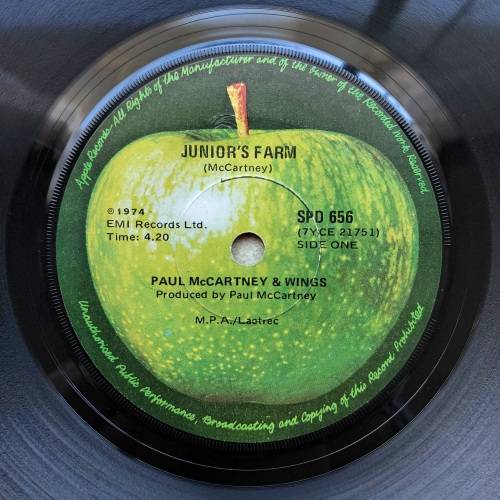 Apple Records-All Rights of the Manufacturer and of the owner of the Recorded Work Reserved
JUNIOR'S FARM
(McCartney)
℗1974
EMI Records Ltd.
Time: 4.20
SPD 656
(7YCE 21751)
SIDE ONE
PAUL McCARTNEY & WINGS
Produced by Paul McCartney
M.P.A./Laotrec
Unauthorised Public Performance, Broadcasting and Copying of this Record Prohibited